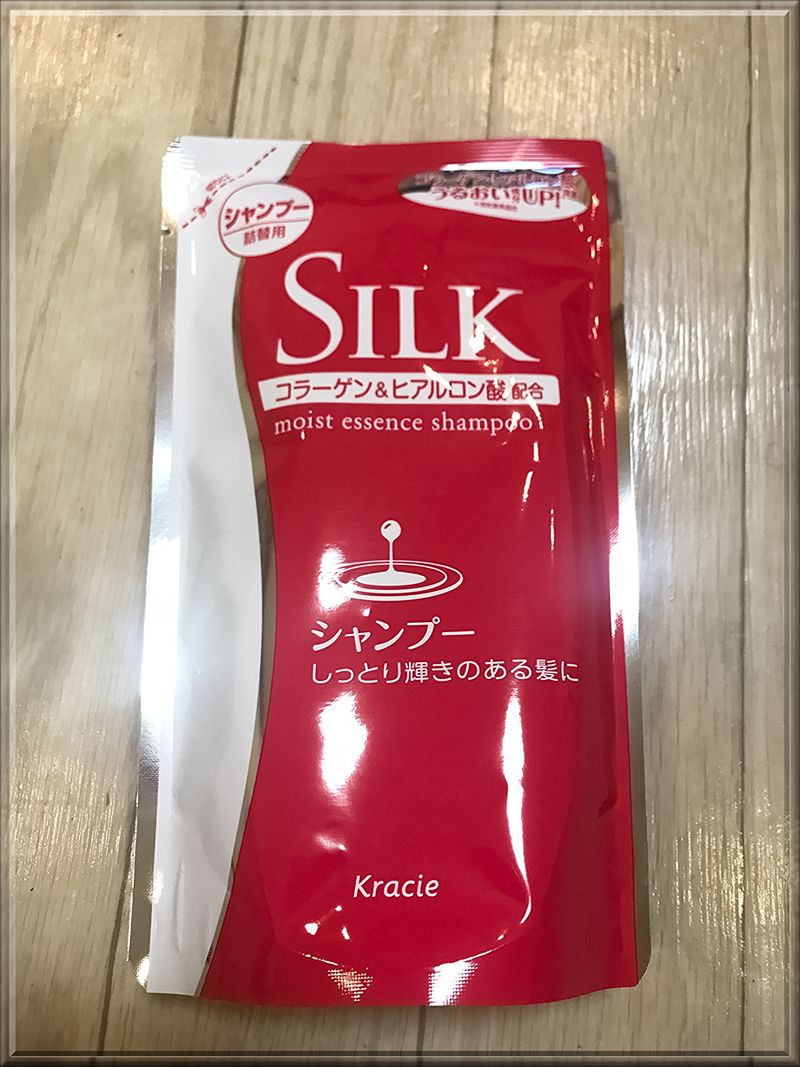 シャンプー
詰替用
うるおい UP!
SILK
コラーゲン&ヒアルロン酸 配合
moist essence shampoo
シャンプー
しっとり輝きのある髪に
Kracie